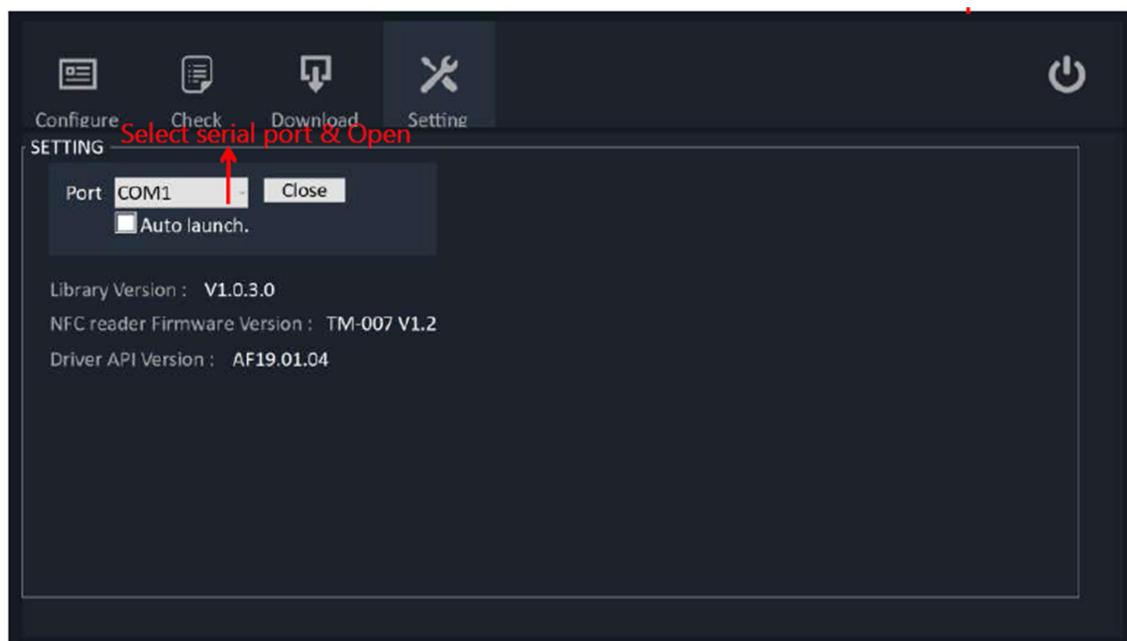 Configure Check Download Setting
Select serial port & Open
SETTING
Port COM1 Close
Auto launch.
Library Version : V1.0.3.0
NFC reader Firmware Version : TM-007 V1.2
Driver API Version : AF19.01.04